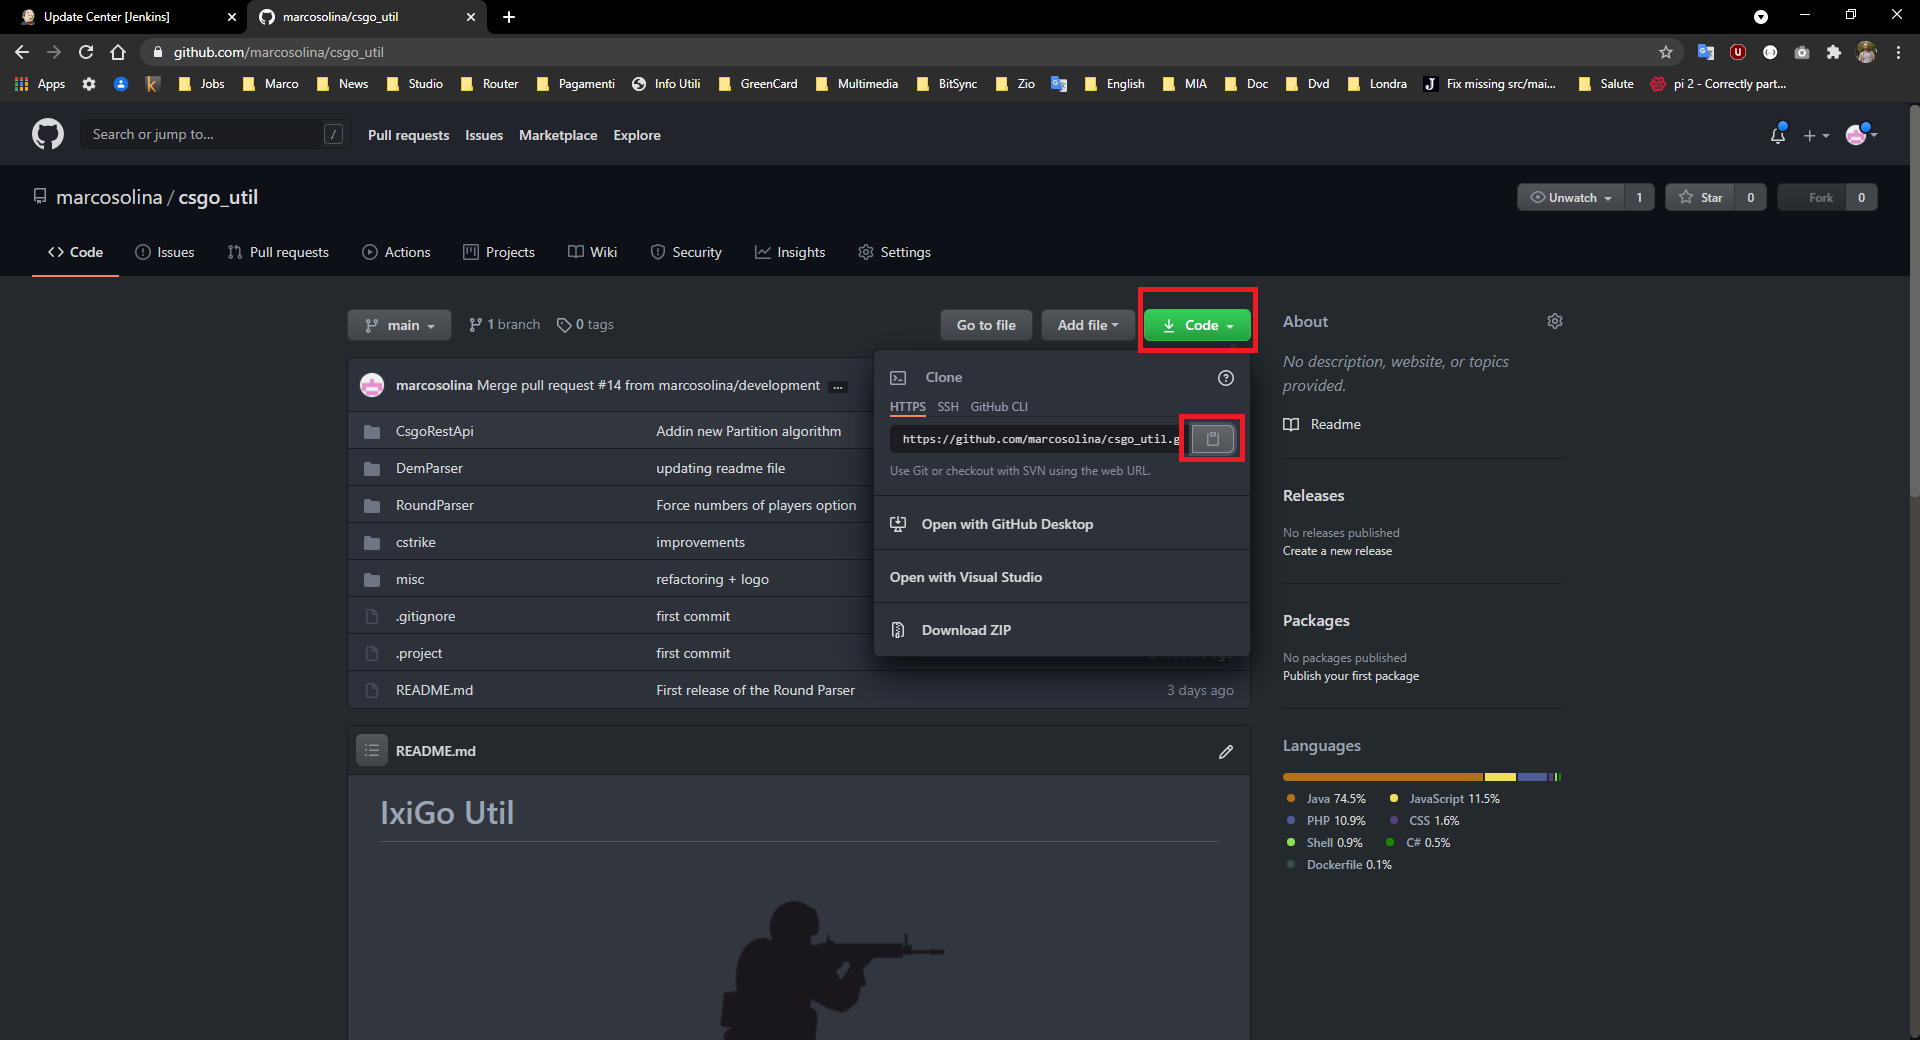 Update Center [Jenkins]
marcosolina/csgo_util
github.com/marcosolina/csgo_util
Apps
Jobs
Marco
News
Studio
Router
Pagamenti
Info Utili
GreenCard
Multimedia
BitSync
Zio
English
MIA
Doc
Dvd
Londra
Fix missing src/mai...
Salute
pi 2 - Correctly part...
Search or jump to...
/
Pull requests
Issues
Marketplace
Explore
marcosolina / csgo_util
Unwatch 1
Star 0
Fork 0
Code
Issues
Pull requests
Actions
Projects
Wiki
Security
Insights
Settings
main
1 branch
0 tags
Go to file
Add file
Code
marcosolina Merge pull request #14 from marcosolina/development ...
CsgoRestApi Addin new Partition algorithm
DemParser updating readme file
RoundParser Force numbers of players option
cstrike improvements
misc refactoring + logo
.gitignore first commit
.project first commit
README.md First release of the Round Parser 3 days ago
Clone
HTTPS SSH GitHub CLI
https://github.com/marcosolina/csgo_util.g
Use Git or checkout with SVN using the web URL.
Open with GitHub Desktop
Open with Visual Studio
Download ZIP
README.md
IxiGo Util
About
No description, website, or topics
provided.
Readme
Releases
No releases published
Create a new release
Packages
No packages published
Publish your first package
Languages
Java 74.5% JavaScript 11.5%
PHP 10.9% CSS 1.6%
Shell 0.9% C# 0.5%
Dockerfile 0.1%